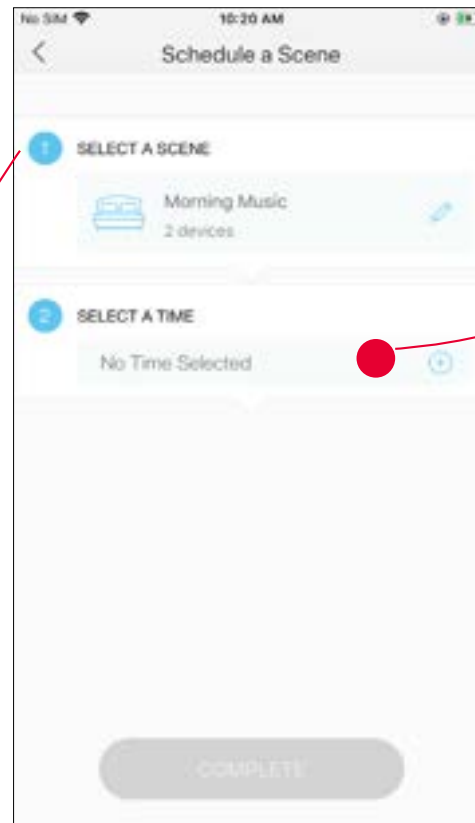 No SIM 10:20 AM
Schedule a Scene
1 SELECT A SCENE
Morning Music
2 devices
2 SELECT A TIME
No Time Selected
COMPLETE